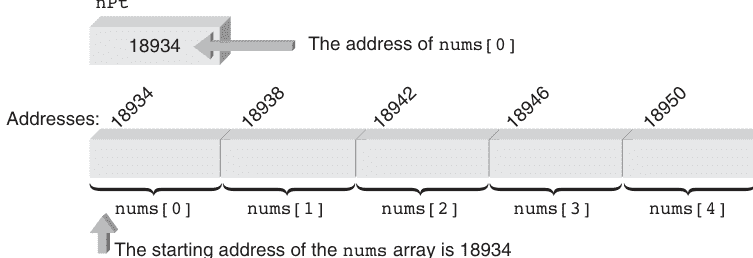 nPt
18934
The address of nums[0]
Addresses: 18934 18938 18942 18946 18950
nums[0] nums[1] nums[2] nums[3] nums[4]
The starting address of the nums array is 18934